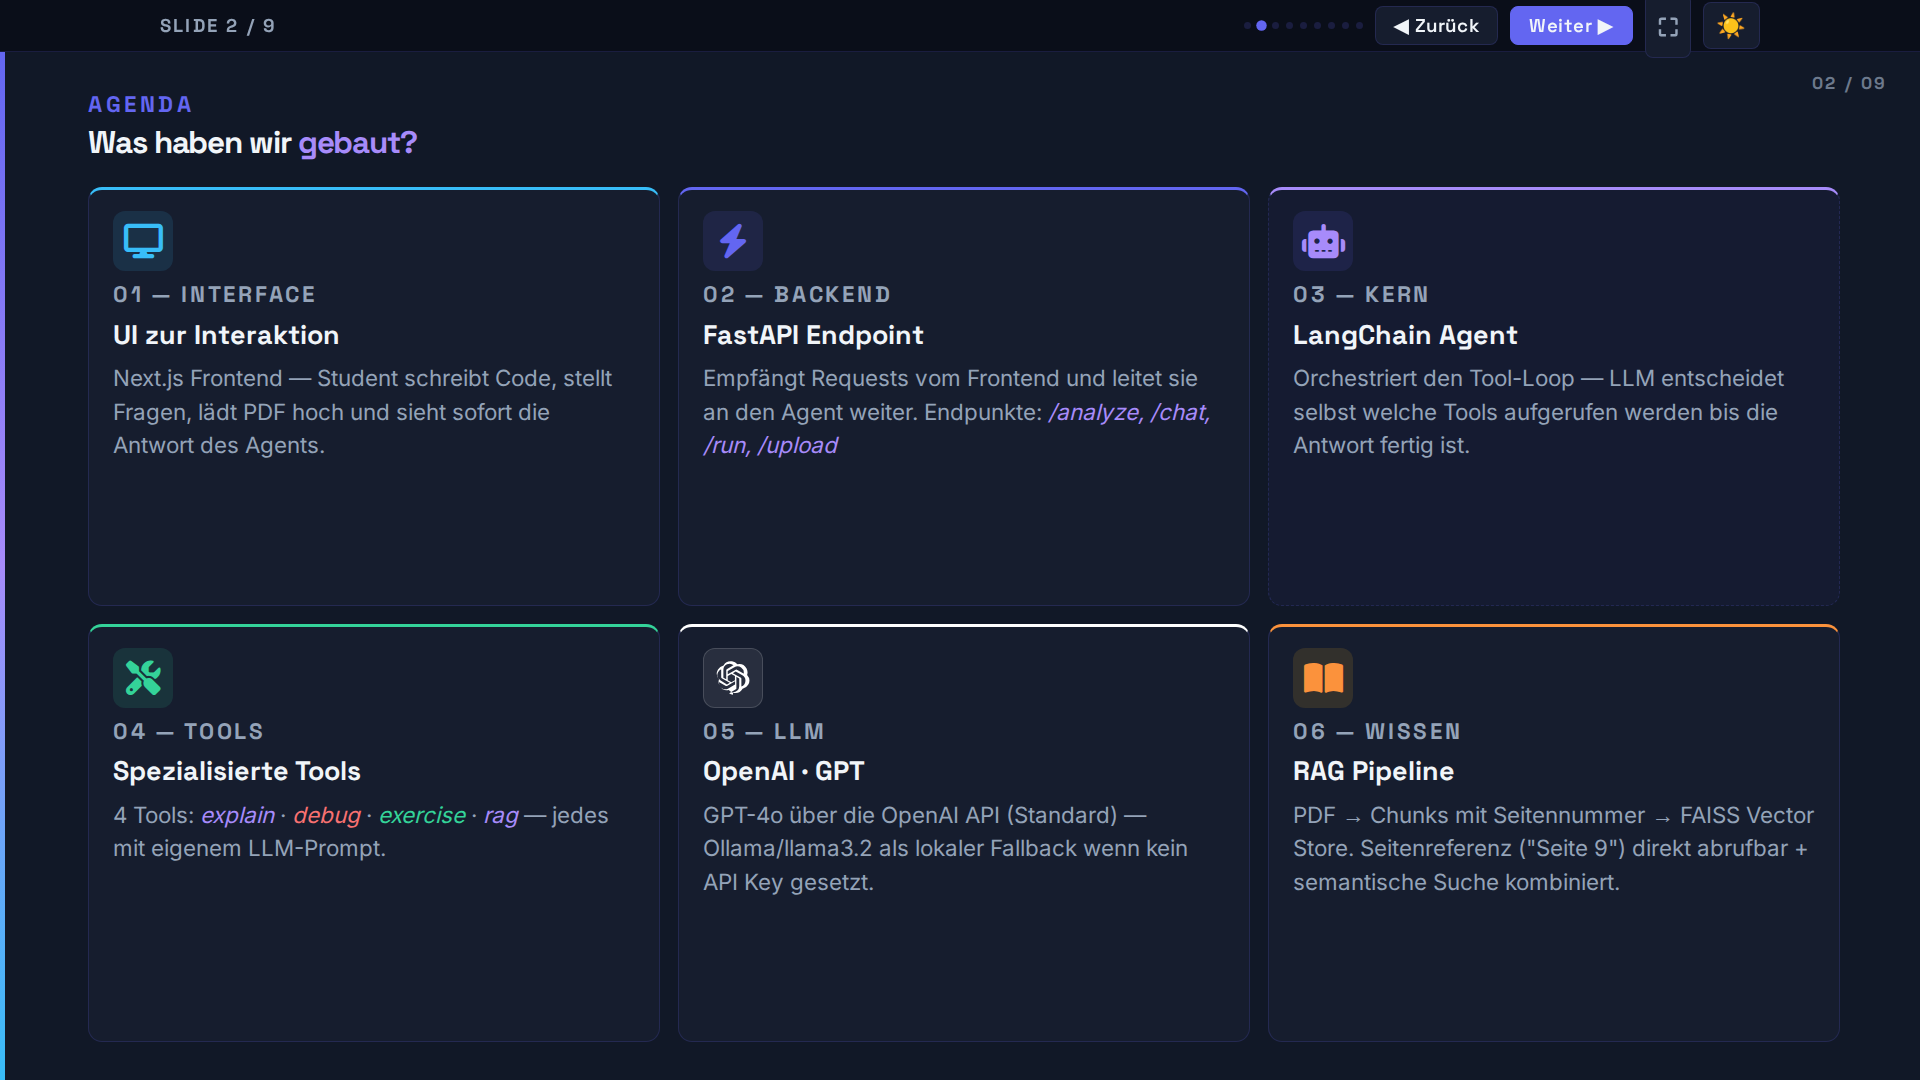 SLIDE 2 / 9
◀ Zurück
Weiter ▶
02 / 09
AGENDA
Was haben wir gebaut?
01 — INTERFACE
UI zur Interaktion
Next.js Frontend — Student schreibt Code, stellt
Fragen, lädt PDF hoch und sieht sofort die
Antwort des Agents.
02 — BACKEND
FastAPI Endpoint
Empfängt Requests vom Frontend und leitet sie
an den Agent weiter. Endpunkte: /analyze, /chat,
/run, /upload
03 — KERN
LangChain Agent
Orchestriert den Tool-Loop — LLM entscheidet
selbst welche Tools aufgerufen werden bis die
Antwort fertig ist.
04 — TOOLS
Spezialisierte Tools
4 Tools: explain · debug · exercise · rag — jedes
mit eigenem LLM-Prompt.
05 — LLM
OpenAI · GPT
GPT-4o über die OpenAI API (Standard) —
Ollama/llama3.2 als lokaler Fallback wenn kein
API Key gesetzt.
06 — WISSEN
RAG Pipeline
PDF → Chunks mit Seitennummer → FAISS Vector
Store. Seitenreferenz ("Seite 9") direkt abrufbar +
semantische Suche kombiniert.